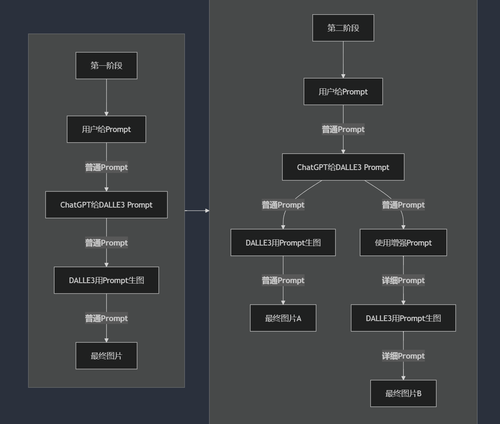 第一阶段
用户给Prompt
普通Prompt
ChatGPT给DALLE3 Prompt
普通Prompt
DALLE3用Prompt生图
普通Prompt
最终图片
第二阶段
用户给Prompt
普通Prompt
ChatGPT给DALLE3 Prompt
普通Prompt
普通Prompt
DALLE3用Prompt生图
使用增强Prompt
普通Prompt
详细Prompt
最终图片A
DALLE3用Prompt生图
详细Prompt
最终图片B